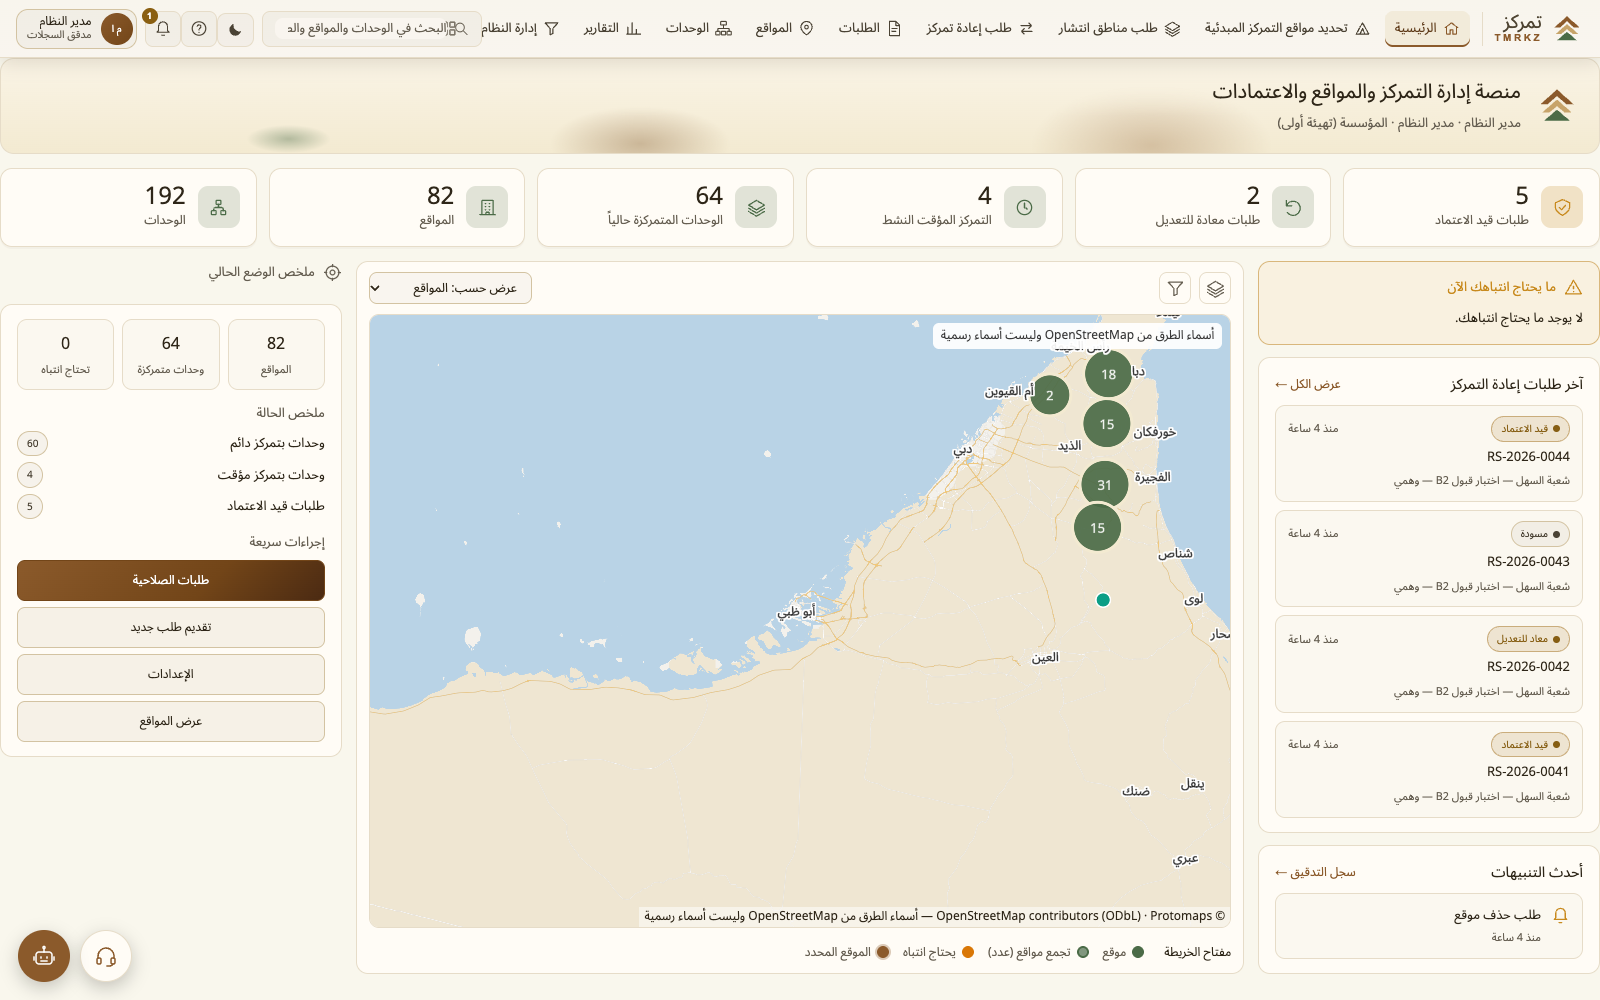 تمركز
TMRKZ
الرئيسية
تحديد مواقع التمركز المبدئية
طلب مناطق انتشار
طلب إعادة تمركز
الطلبات
المواقع
الوحدات
التقارير
إدارة النظام
البحث في الوحدات والمواقع والم
1
م ا
مدير النظام
مدقق السجلات
منصة إدارة التمركز والمواقع والاعتمادات
مدير النظام · مدير النظام · المؤسسة (تهيئة أولى)
5
طلبات قيد الاعتماد
2
طلبات معادة للتعديل
4
التمركز المؤقت النشط
64
الوحدات المتمركزة حالياً
82
المواقع
192
الوحدات
ما يحتاج انتباهك الآن
لا يوجد ما يحتاج انتباهك.
آخر طلبات إعادة التمركز
عرض الكل ←
قيد الاعتماد
منذ 4 ساعة
RS-2026-0044
شعبة السهل — اختبار قبول B2 — وهمي
مسودة
منذ 4 ساعة
RS-2026-0043
شعبة السهل — اختبار قبول B2 — وهمي
معاد للتعديل
منذ 4 ساعة
RS-2026-0042
شعبة السهل — اختبار قبول B2 — وهمي
قيد الاعتماد
منذ 4 ساعة
RS-2026-0041
شعبة السهل — اختبار قبول B2 — وهمي
أحدث التنبيهات
سجل التدقيق ←
طلب حذف موقع
منذ 4 ساعة
عرض حسب: المواقع
أسماء الطرق من OpenStreetMap وليست أسماء رسمية
18
دبا
2
أم القيوين
15
خورفكان
الذيد
دبي
31
الفجيرة
15
شناص
أبو ظبي
لوى
صحار
العين
ينقل
ضنك
عبري
© OpenStreetMap contributors (ODbL) · Protomaps — أسماء الطرق من OpenStreetMap وليست أسماء رسمية
مفتاح الخريطة
موقع
تجمع مواقع (عدد)
يحتاج انتباه
الموقع المحدد
ملخص الوضع الحالي
82
المواقع
64
وحدات متمركزة
0
تحتاج انتباه
ملخص الحالة
وحدات بتمركز دائم
60
وحدات بتمركز مؤقت
4
طلبات قيد الاعتماد
5
إجراءات سريعة
طلبات الصلاحية
تقديم طلب جديد
الإعدادات
عرض المواقع